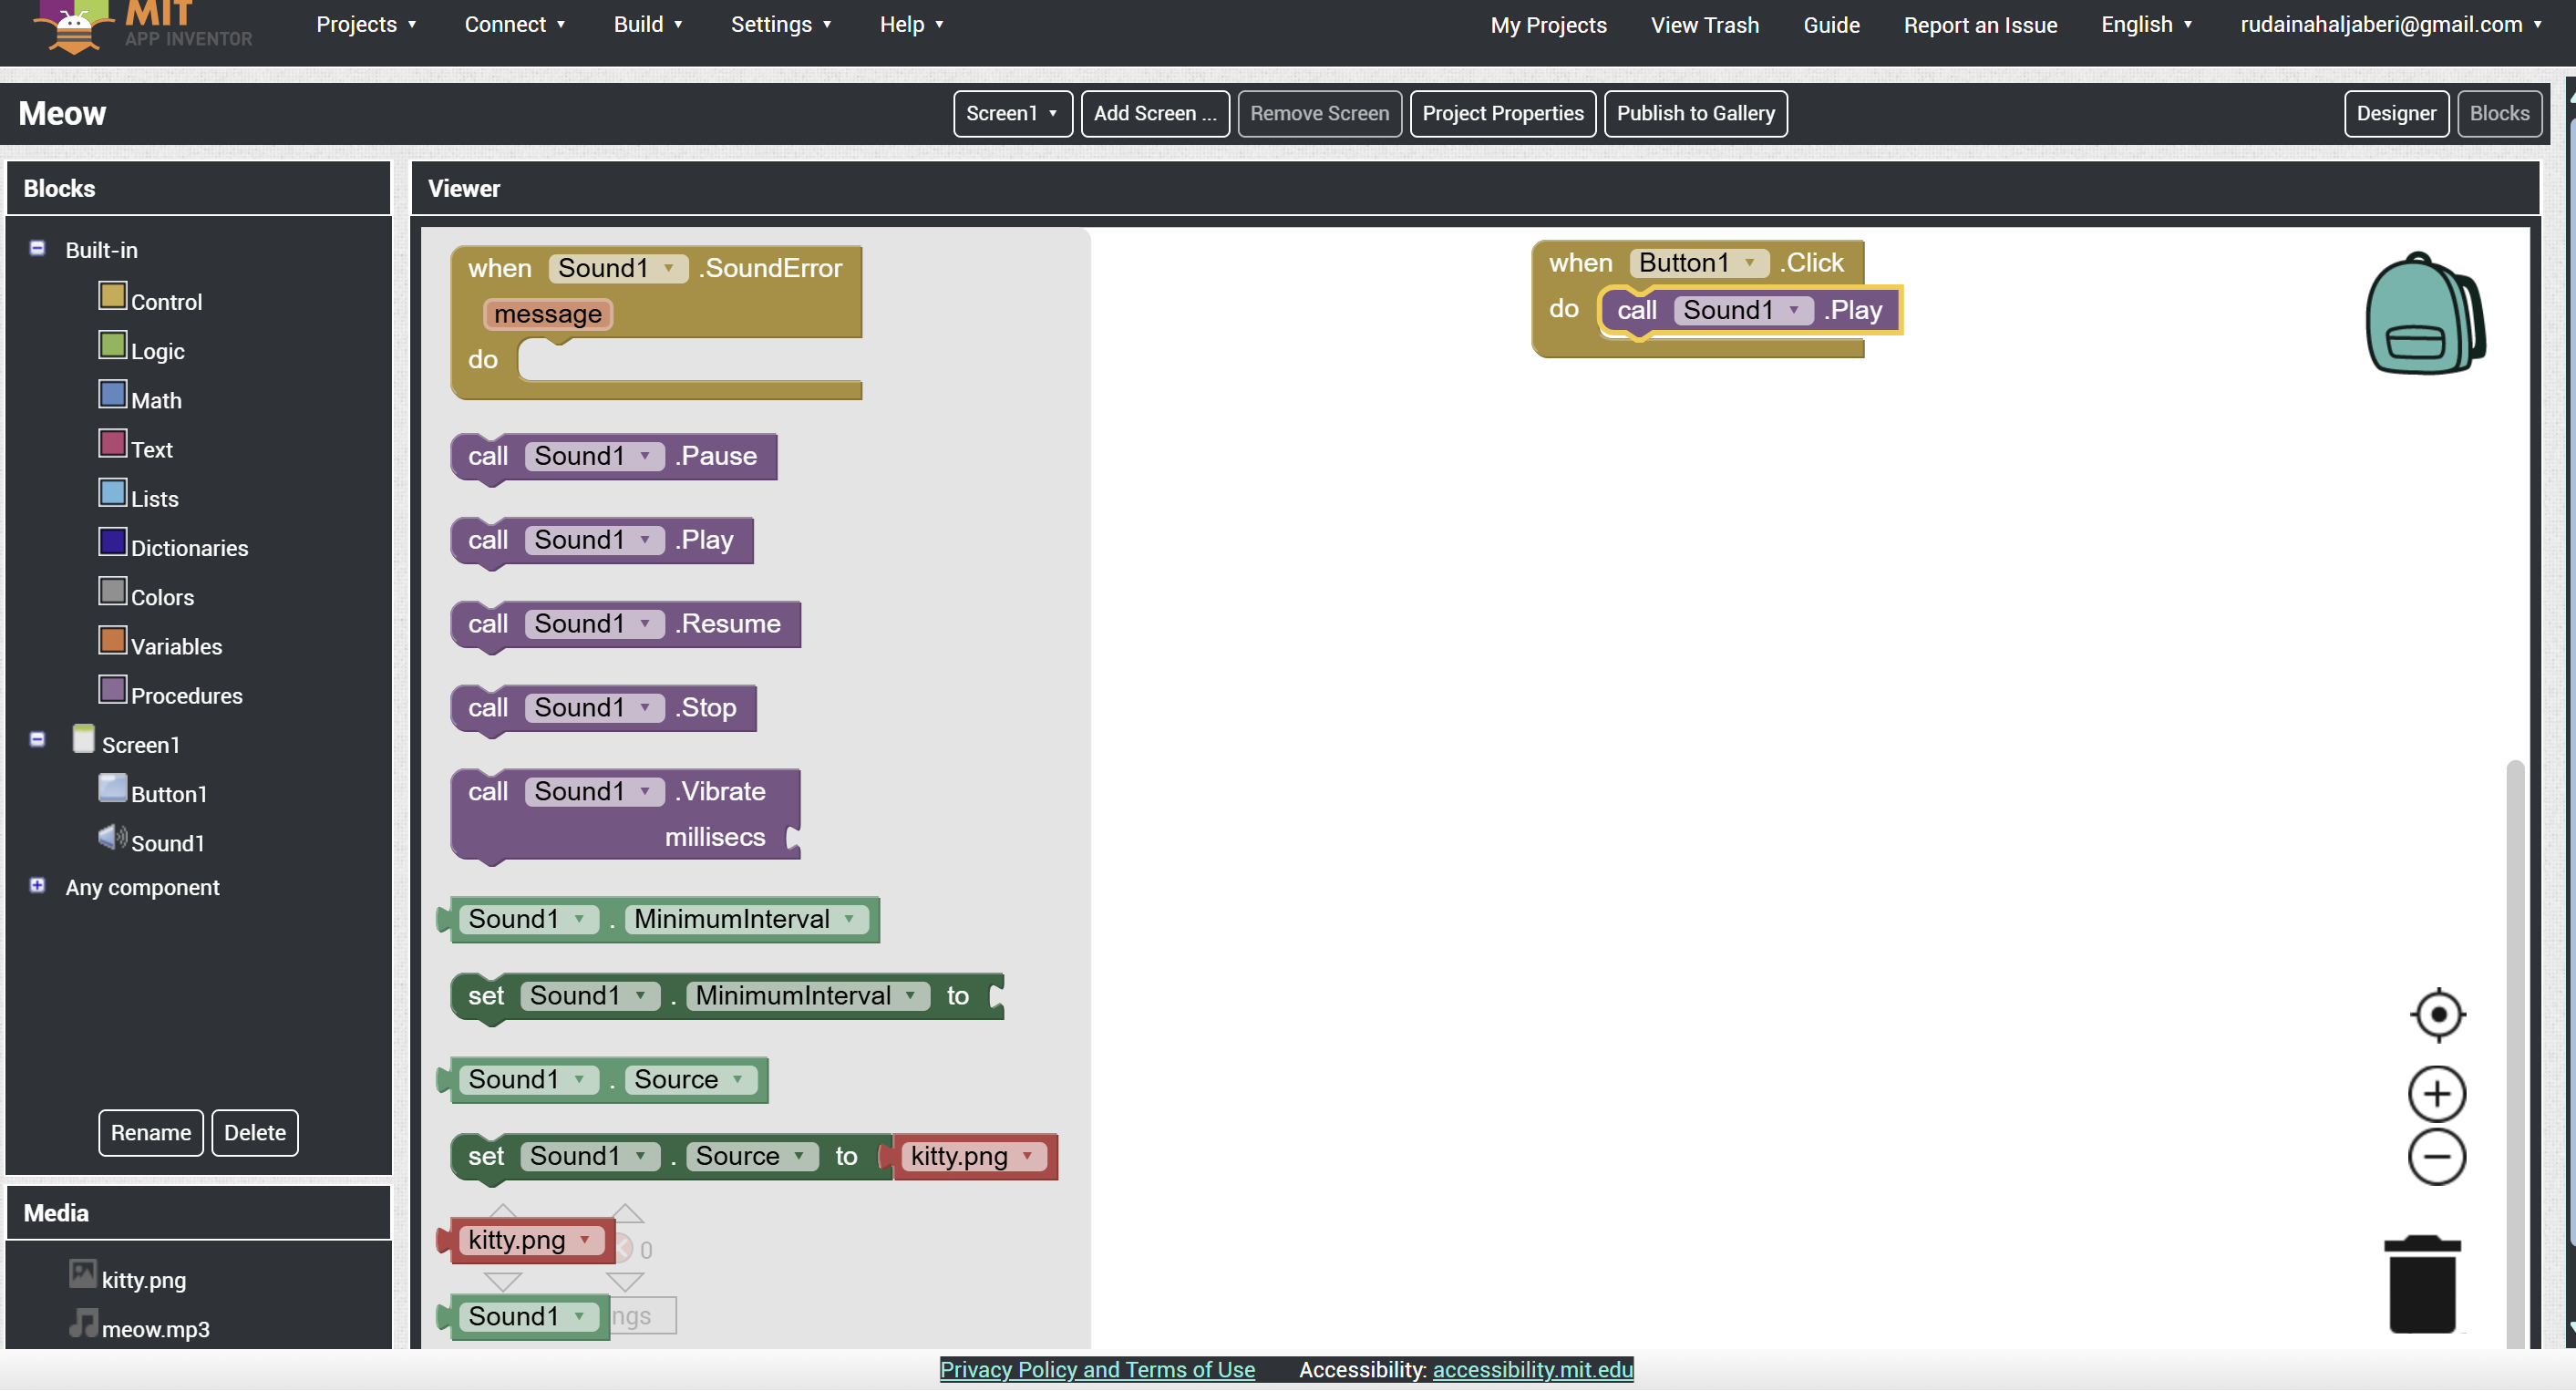 MIT
APP INVENTOR
Projects
Connect
Build
Settings
Help
My Projects
View Trash
Guide
Report an Issue
English
rudainahaljaberi@gmail.com
Meow
Screen1
Add Screen ...
Remove Screen
Project Properties
Publish to Gallery
Designer
Blocks
Blocks
Built-in
Control
Logic
Math
Text
Lists
Dictionaries
Colors
Variables
Procedures
Screen1
Button1
Sound1
Any component
Rename
Delete
Media
kitty.png
meow.mp3
Viewer
when Sound1 .SoundError
message
do
call Sound1 .Pause
call Sound1 .Play
call Sound1 .Resume
call Sound1 .Stop
call Sound1 .Vibrate
millisecs
Sound1 . MinimumInterval
set Sound1 . MinimumInterval to
Sound1 . Source
set Sound1 . Source to kitty.png
kitty.png
0
Sound1
ngs
when Button1 .Click
do call Sound1 .Play
Privacy Policy and Terms of Use
Accessibility: accessibility.mit.edu